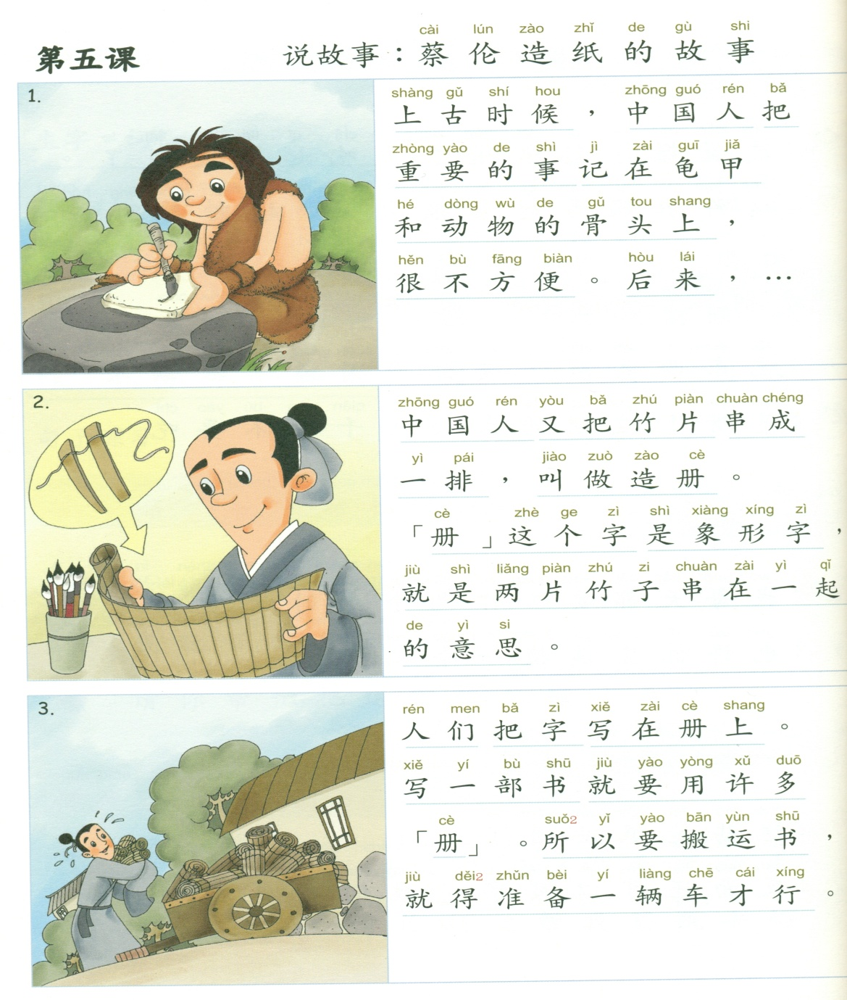 cài lún zào zhǐ de gù shi
第五课 说故事：蔡伦造纸的故事
1.
shàng gǔ shí hou zhōng guó rén bǎ
上古时候，中国人把
zhòng yào de shì jì zài guī jiǎ
重要的事记在龟甲
hé dòng wù de gǔ tou shang
和动物的骨头上，
hěn bù fāng biàn hòu lái
很不方便。后来，…
2.
zhōng guó rén yòu bǎ zhú piàn chuàn chéng
中国人又把竹片串成
yì pái jiào zuò zào cè
一排，叫做造册。
cè zhè ge zì shì xiàng xíng zì
「册」这个字是象形字，
jiù shì liǎng piàn zhú zi chuàn zài yì qǐ
就是两片竹子串在一起
de yì si
的意思。
3.
rén men bǎ zì xiě zài cè shang
人们把字写在册上。
xiě yí bù shū jiù yào yòng xǔ duō
写一部书就要用许多
cè suǒ2 yǐ yào bān yùn shū
「册」。所以要搬运书，
jiù děi2 zhǔn bèi yí liàng chē cái xíng
就得准备一辆车才行。